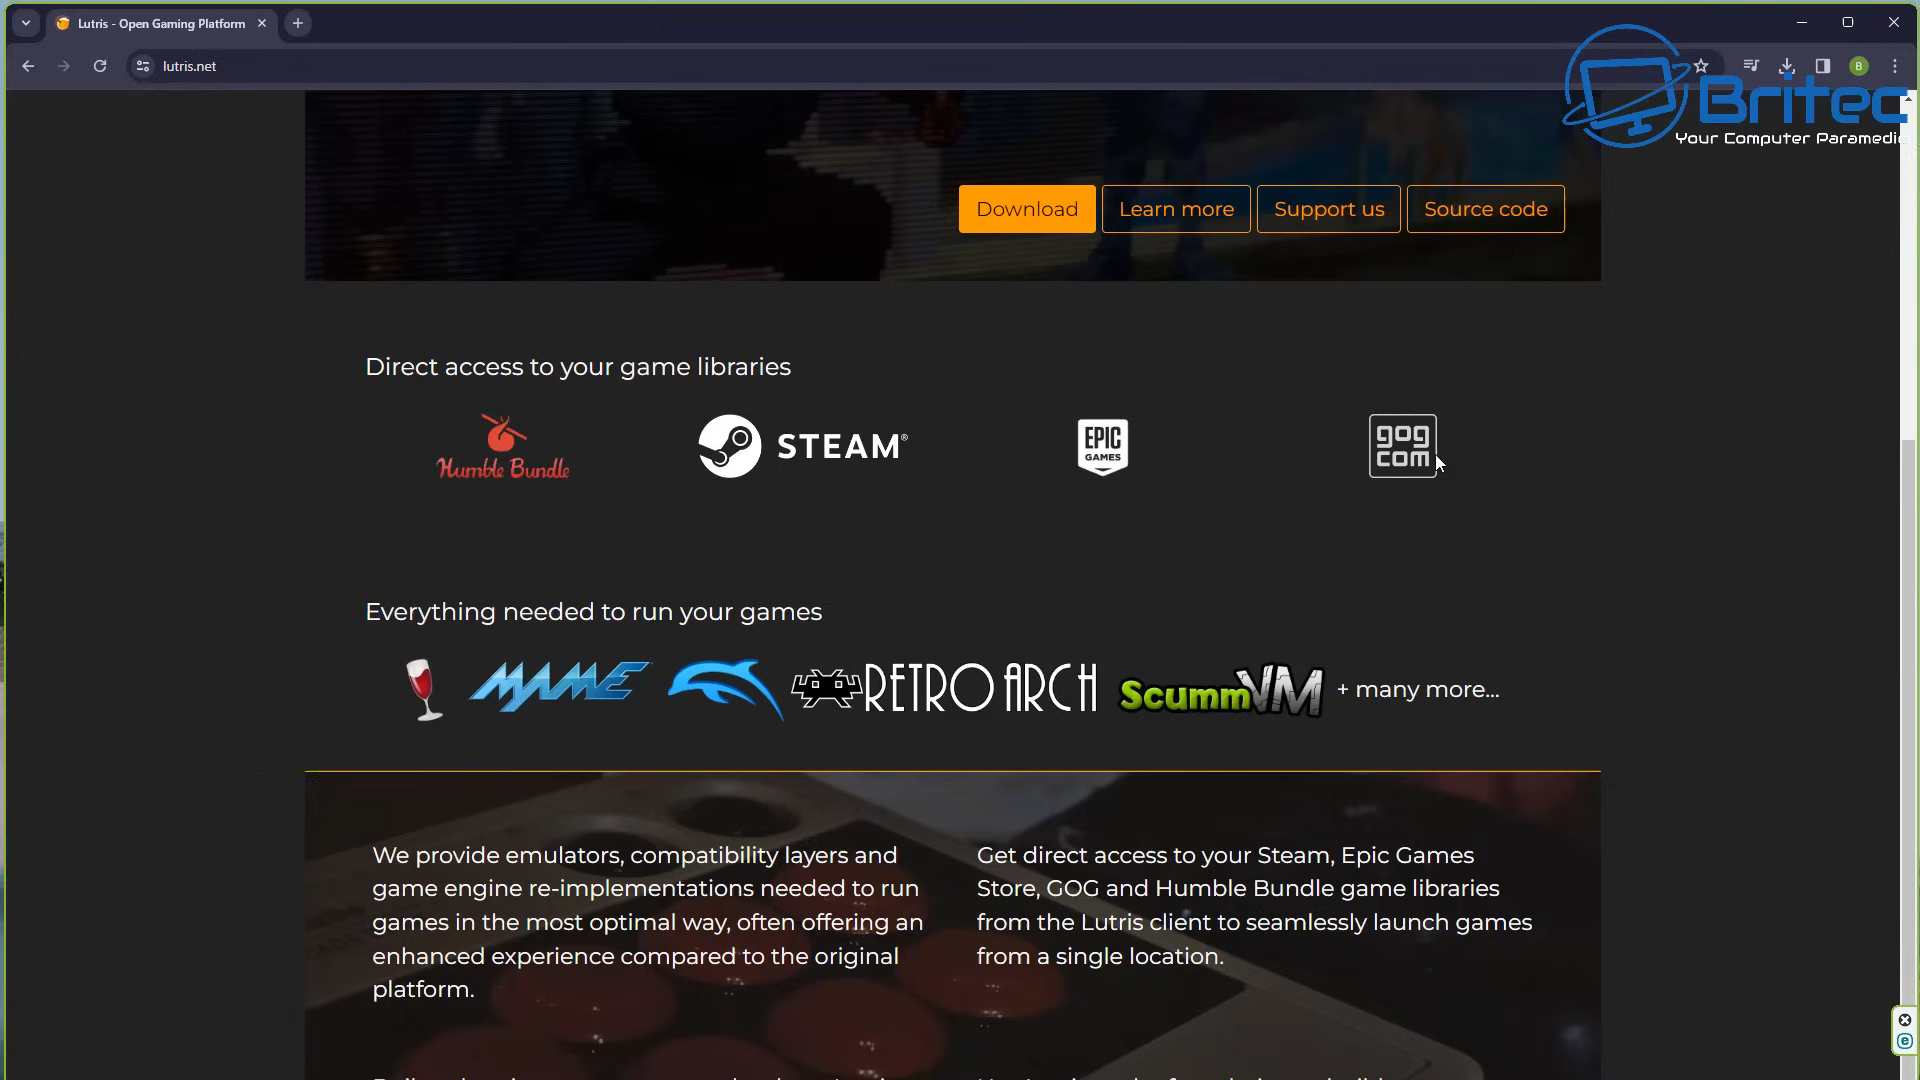 Lutris - Open Gaming Platform
lutris.net
B
Britec
Your Computer Paramedic
Download
Learn more
Support us
Source code
Direct access to your game libraries
Humble Bundle
STEAM®
EPIC
GAMES
gog
com
Everything needed to run your games
MAME
RETROARCH
ScummVM
+ many more...
We provide emulators, compatibility layers and
game engine re-implementations needed to run
games in the most optimal way, often offering an
enhanced experience compared to the original
platform.
Get direct access to your Steam, Epic Games
Store, GOG and Humble Bundle game libraries
from the Lutris client to seamlessly launch games
from a single location.